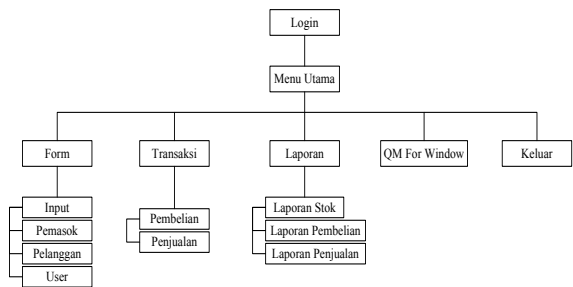 Login
Menu Utama
Form
Transaksi
Laporan
QM For Window
Keluar
Input
Pemasok
Pelanggan
User
Pembelian
Penjualan
Laporan Stok
Laporan Pembelian
Laporan Penjualan